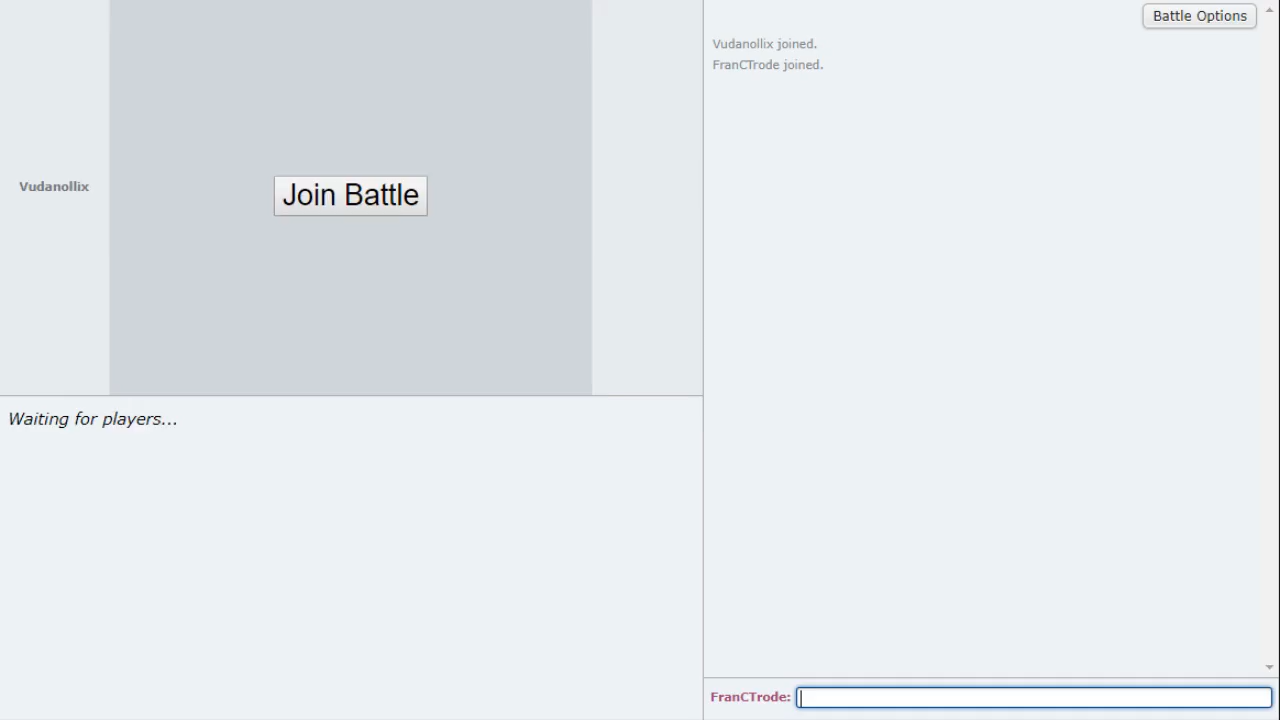 Battle Options
Vudanollix joined.
FranCTrode joined.
Vudanollix
Join Battle
Waiting for players...
FranCTrode: